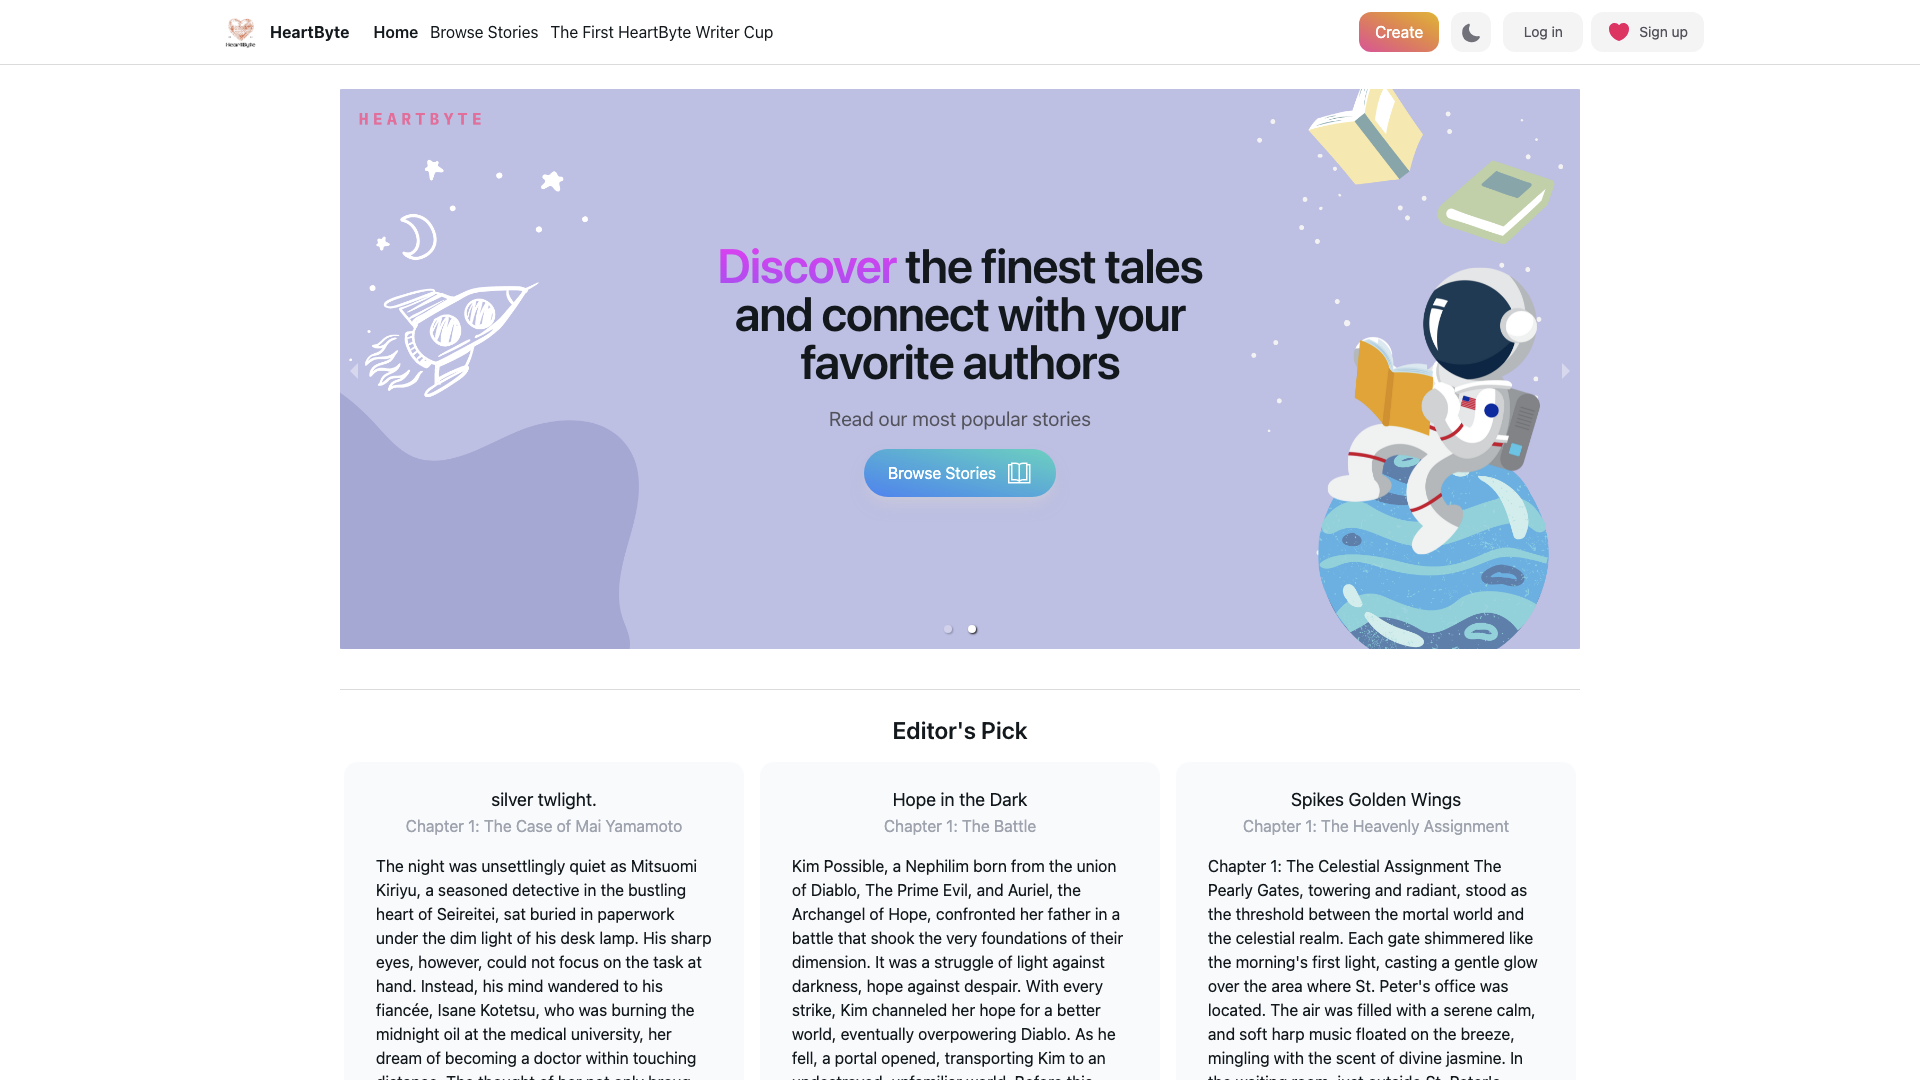 HeartByte Home Browse Stories The First HeartByte Writer Cup Create Log in Sign up
HEARTBYTE
Discover the finest tales
and connect with your
favorite authors
Read our most popular stories
Browse Stories
Editor's Pick
silver twlight.
Chapter 1: The Case of Mai Yamamoto
The night was unsettlingly quiet as Mitsuomi
Kiriyu, a seasoned detective in the bustling
heart of Seireitei, sat buried in paperwork
under the dim light of his desk lamp. His sharp
eyes, however, could not focus on the task at
hand. Instead, his mind wandered to his
fiancée, Isane Kotetsu, who was burning the
midnight oil at the medical university, her
dream of becoming a doctor within touching
Hope in the Dark
Chapter 1: The Battle
Kim Possible, a Nephilim born from the union
of Diablo, The Prime Evil, and Auriel, the
Archangel of Hope, confronted her father in a
battle that shook the very foundations of their
dimension. It was a struggle of light against
darkness, hope against despair. With every
strike, Kim channeled her hope for a better
world, eventually overpowering Diablo. As he
fell, a portal opened, transporting Kim to an
Spikes Golden Wings
Chapter 1: The Heavenly Assignment
Chapter 1: The Celestial Assignment The
Pearly Gates, towering and radiant, stood as
the threshold between the mortal world and
the celestial realm. Each gate shimmered like
the morning's first light, casting a gentle glow
over the area where St. Peter's office was
located. The air was filled with a serene calm,
and soft harp music floated on the breeze,
mingling with the scent of divine jasmine. In